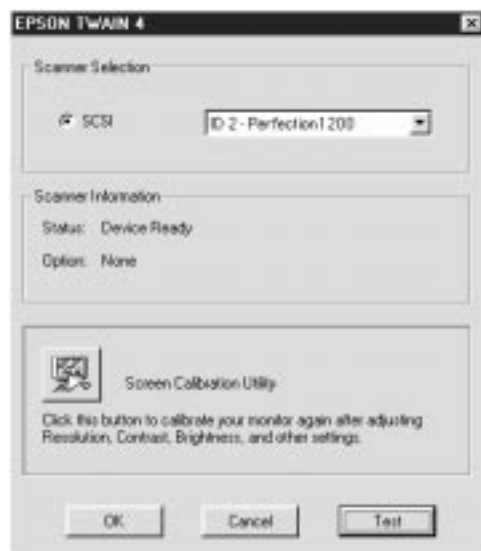 EPSON TWAIN 4
Scanner Selection
SCSI
ID 2 - Perfection1200
Scanner Information
Status: Device Ready
Option: None
Screen Calibration Utility
Click this button to calibrate your monitor again after adjusting
Resolution, Contrast, Brightness, and other settings.
OK
Cancel
Test